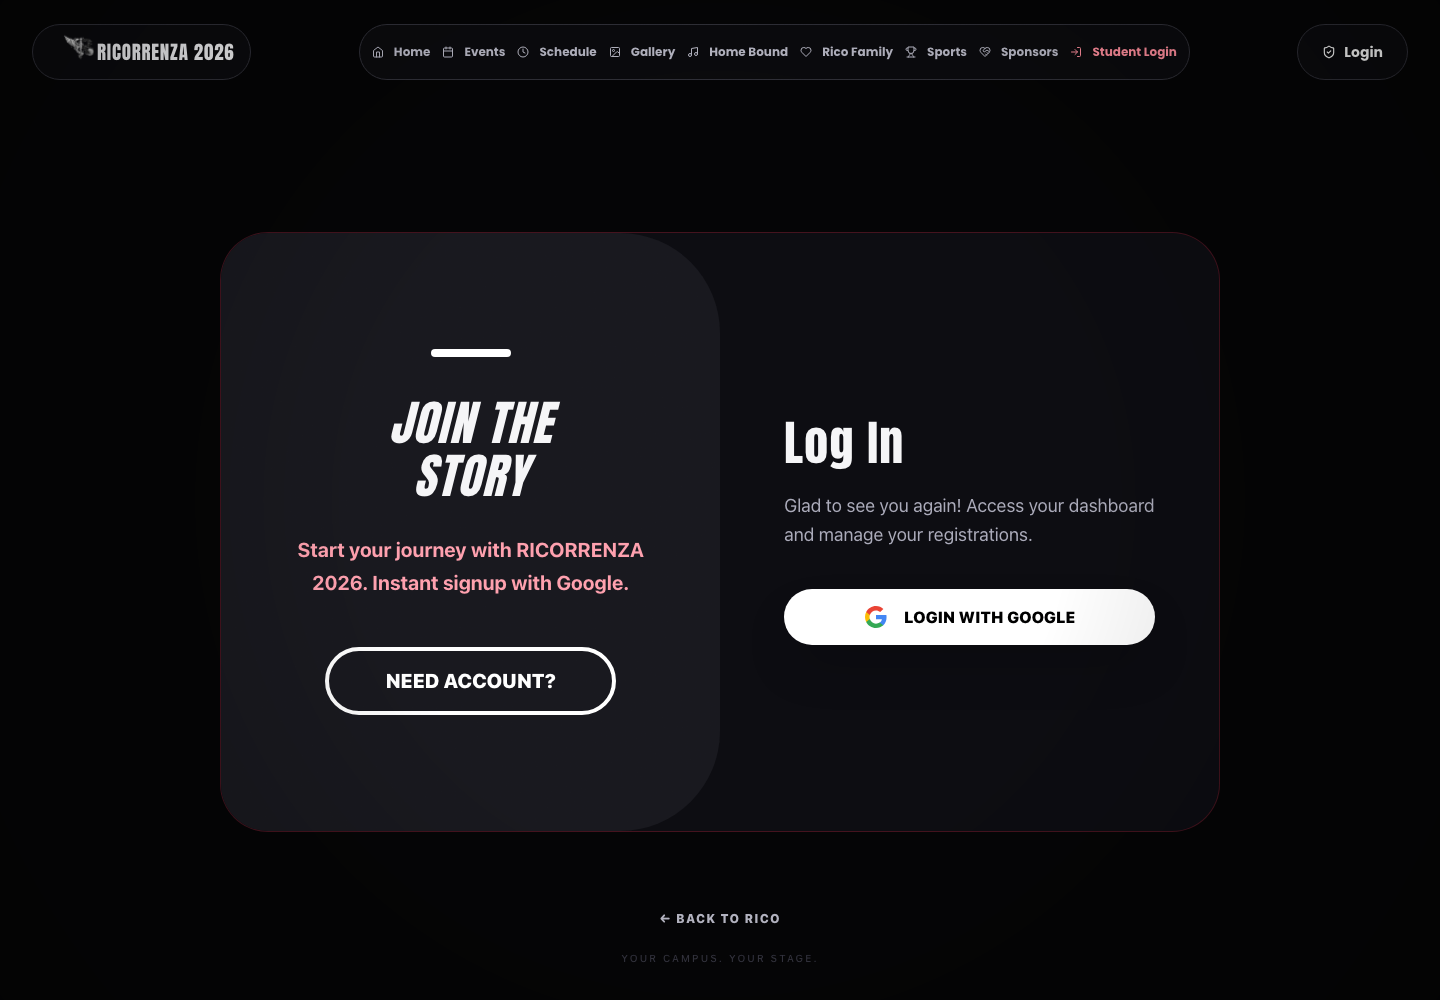 RICORRENZA 2026
Home Events Schedule Gallery Home Bound Rico Family Sports Sponsors Student Login
Login
JOIN THE
STORY
Start your journey with RICORRENZA
2026. Instant signup with Google.
NEED ACCOUNT?
Log In
Glad to see you again! Access your dashboard
and manage your registrations.
LOGIN WITH GOOGLE
← BACK TO RICO
YOUR CAMPUS. YOUR STAGE.